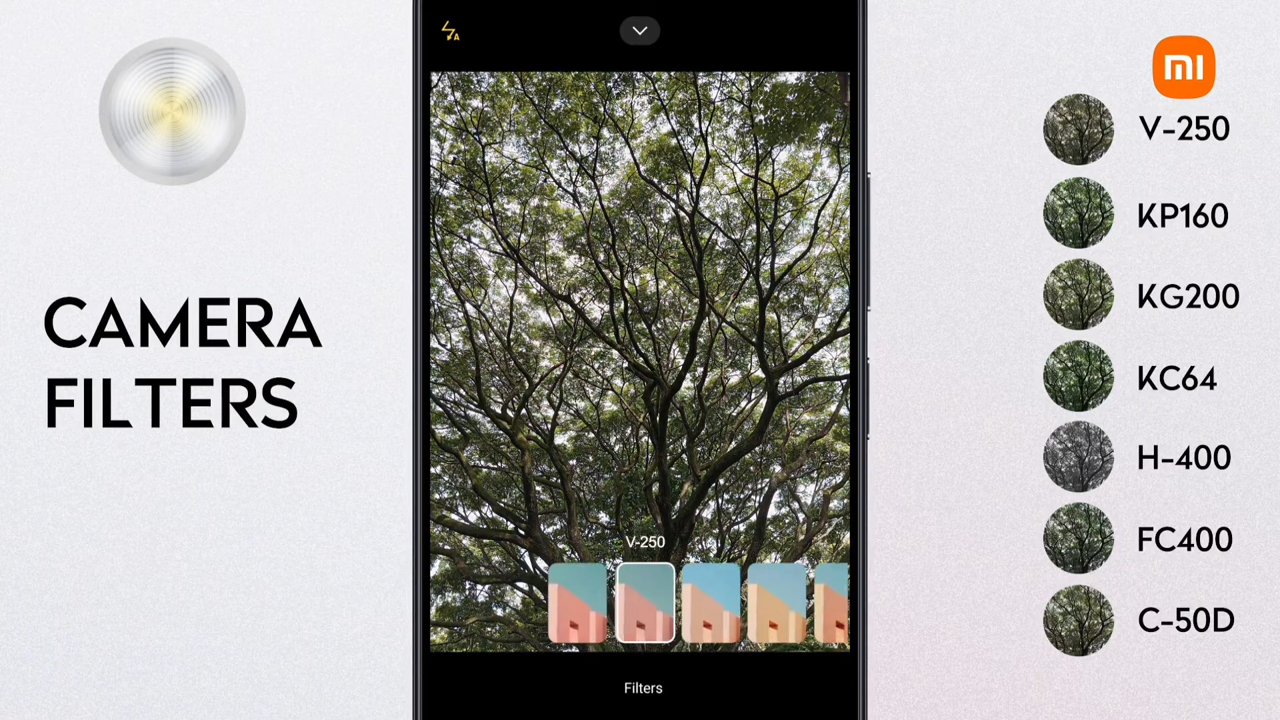 CAMERA
FILTERS
A
V-250
Filters
mi
V-250
KP160
KG200
KC64
H-400
FC400
C-50D